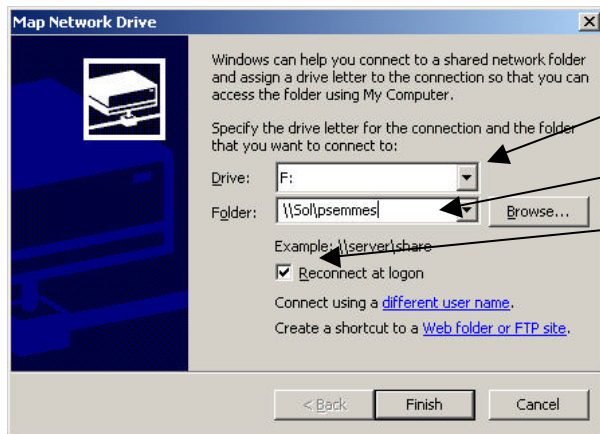 Map Network Drive
Windows can help you connect to a shared network folder
and assign a drive letter to the connection so that you can
access the folder using My Computer.
Specify the drive letter for the connection and the folder
that you want to connect to:
Drive: F:
Folder: \\Sol\psemmes Browse...
Example: \\server\share
Reconnect at logon
Connect using a different user name.
Create a shortcut to a Web folder or FTP site.
< Back Finish Cancel